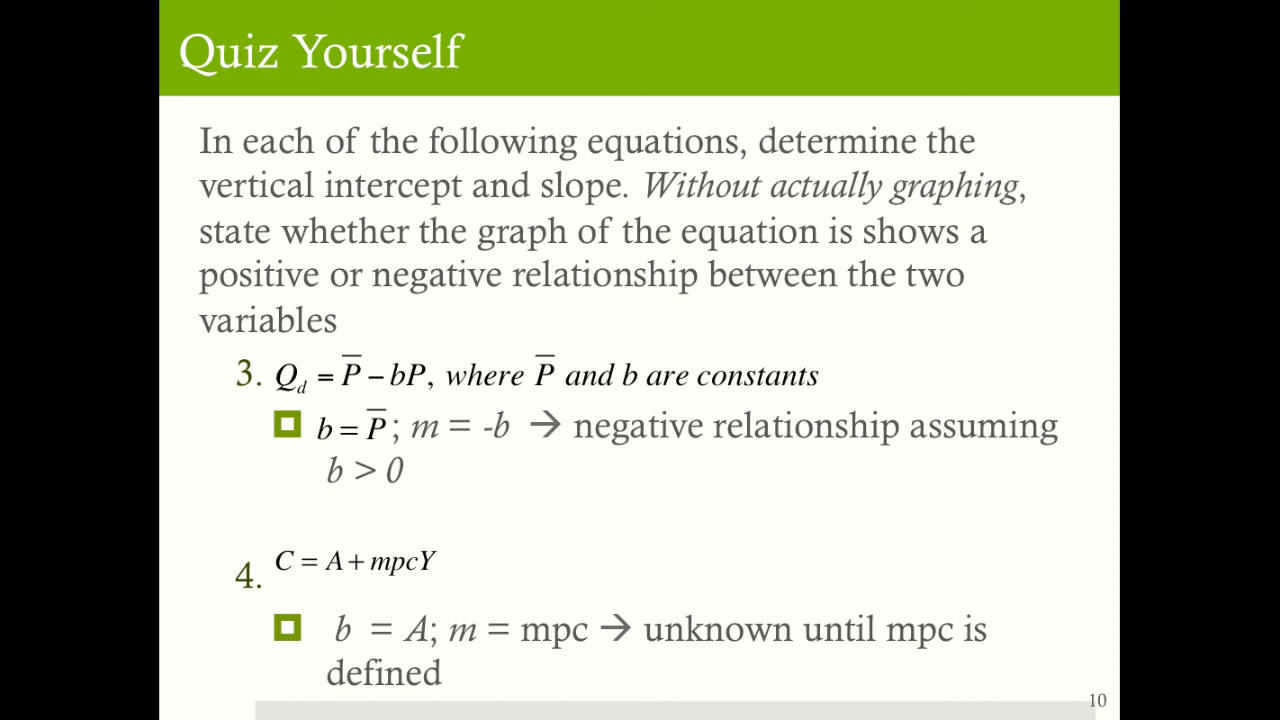 Quiz Yourself
In each of the following equations, determine the
vertical intercept and slope. Without actually graphing,
state whether the graph of the equation is shows a
positive or negative relationship between the two
variables
3. Q_d = P̅ − bP, where P̅ and b are constants
b = P̅ ; m = -b → negative relationship assuming
b > 0
4. C = A + mpcY
b = A; m = mpc → unknown until mpc is
defined
10